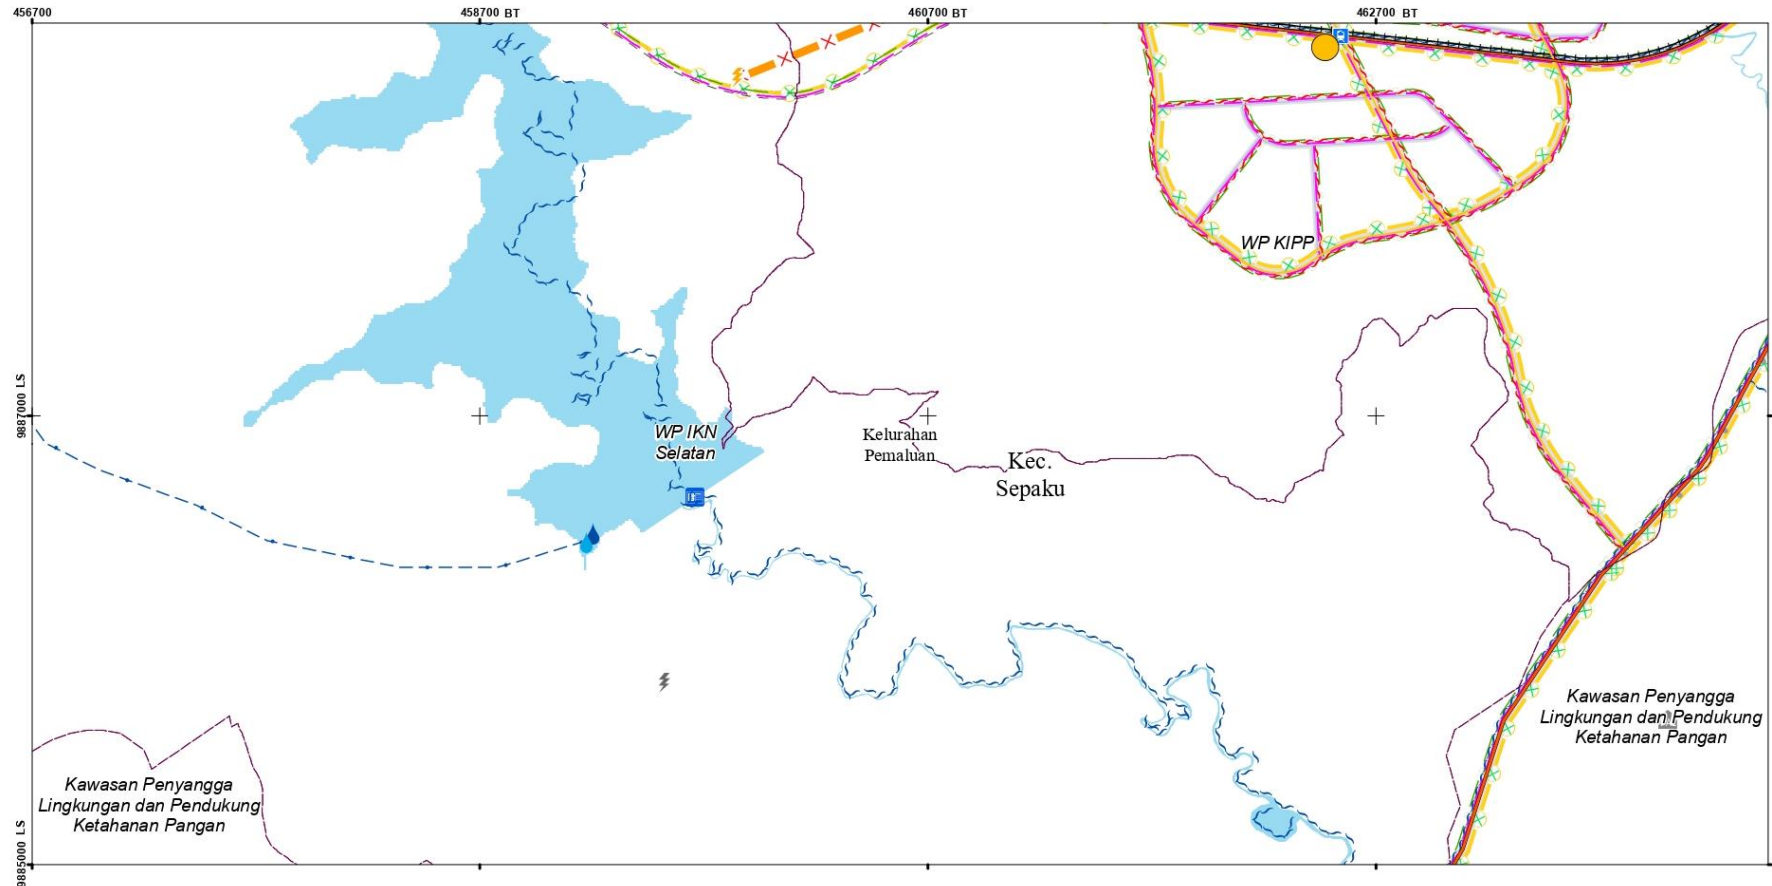 456700
458700 BT
460700 BT
462700 BT
WP KIPP
9887000 LS
WP IKN
Selatan
Kelurahan
Pemaluan
Kec.
Sepaku
Kawasan Penyangga
Lingkungan dan Pendukung
Ketahanan Pangan
Kawasan Penyangga
Lingkungan dan Pendukung
Ketahanan Pangan
9885000 LS